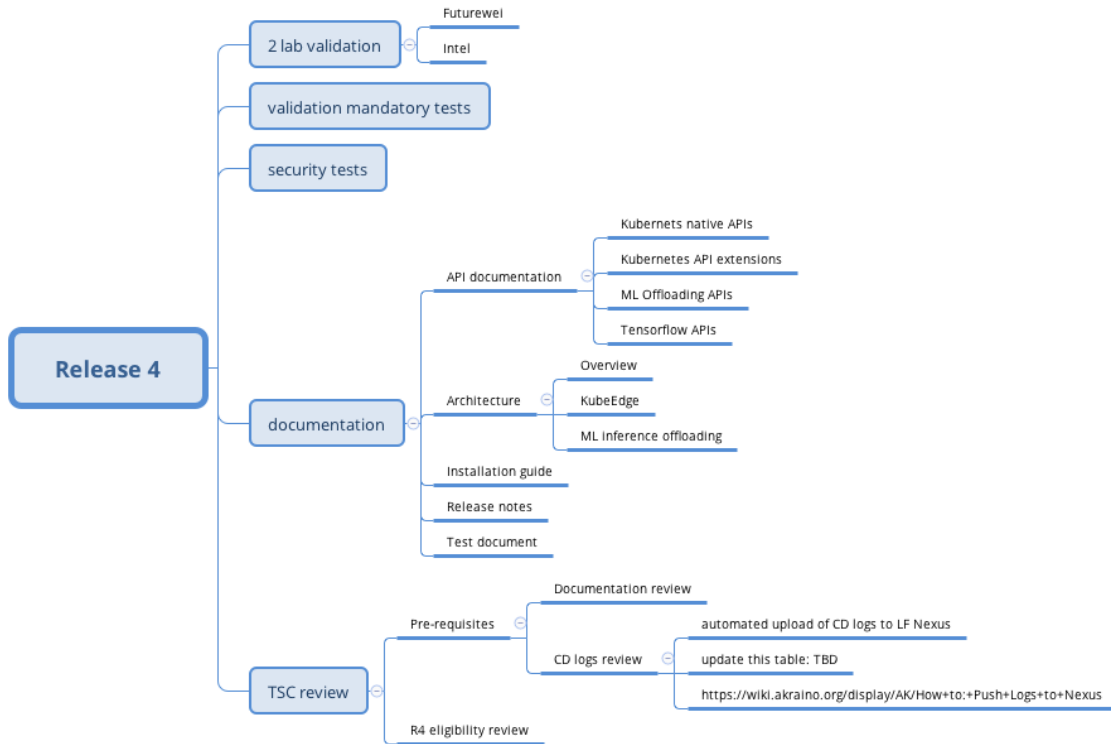 Release 4
2 lab validation
Futurewei
Intel
validation mandatory tests
security tests
documentation
API documentation
Kubernets native APIs
Kubernetes API extensions
ML Offloading APIs
Tensorflow APIs
Architecture
Overview
KubeEdge
ML inference offloading
Installation guide
Release notes
Test document
TSC review
Pre-requisites
Documentation review
CD logs review
automated upload of CD logs to LF Nexus
update this table: TBD
https://wiki.akraino.org/display/AK/How+to:+Push+Logs+to+Nexus
R4 eligibility review